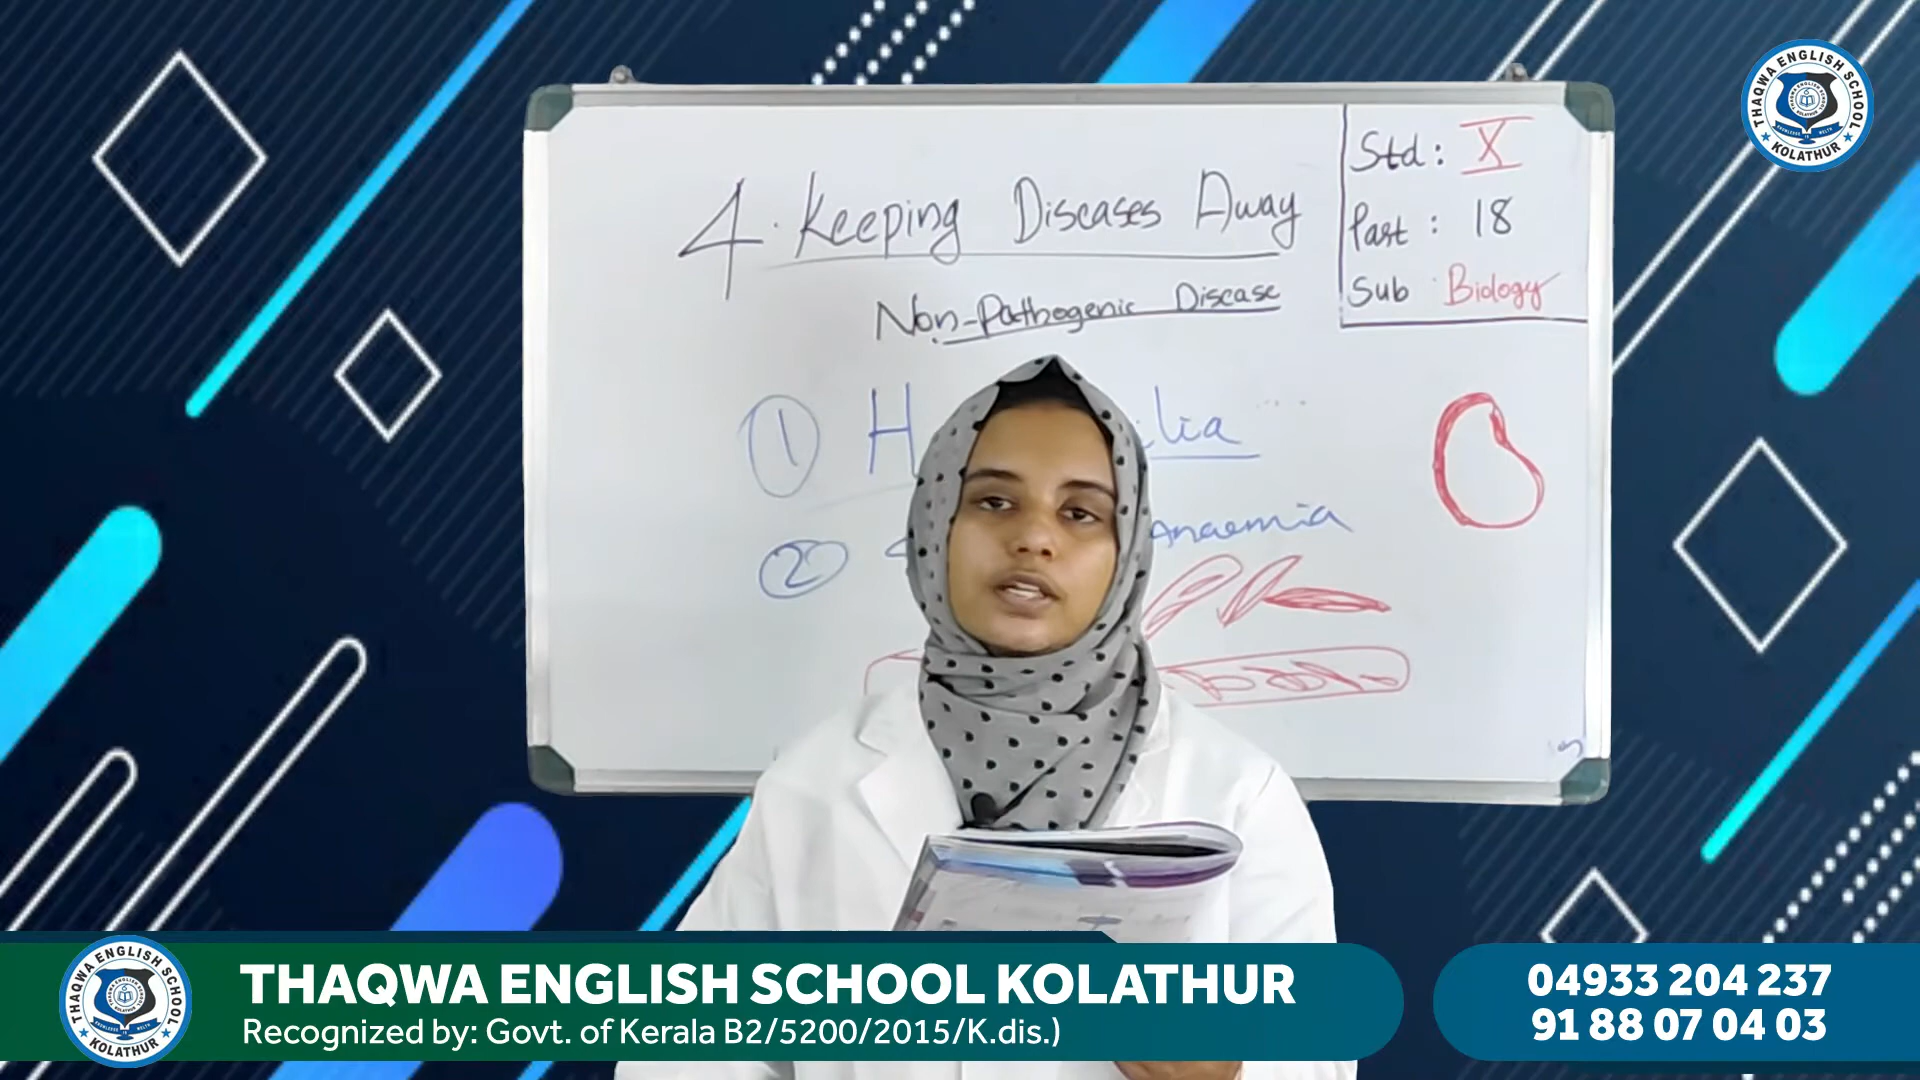 THAQWA ENGLISH SCHOOL
KOLATHUR
Std : X
Part : 18
Sub Biology
4. Keeping Diseases Away
Non-Pathogenic Disease
1 H lia
2 Anaemia
THAQWA ENGLISH SCHOOL
KOLATHUR
THAQWA ENGLISH SCHOOL KOLATHUR
Recognized by: Govt. of Kerala B2/5200/2015/K.dis.)
04933 204 237
91 88 07 04 03